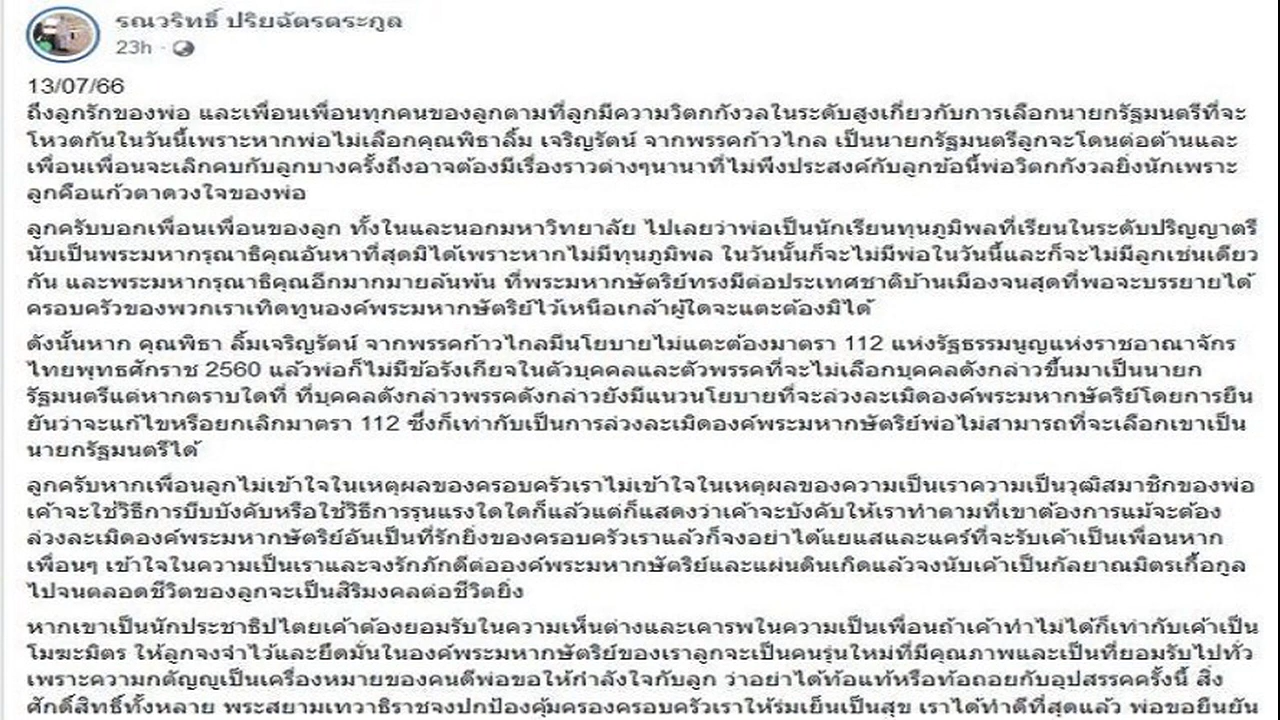 รณวริทธิ์ ปริยฉัตรตระกูล
23h ·
13/07/66
ถึงลูกรักของพ่อ และเพื่อนเพื่อนทุกคนของลูกตามที่ลูกมีความวิตกกังวลในระดับสูงเกี่ยวกับการเลือกนายกรัฐมนตรีที่จะ
โหวตกันในวันนี้เพราะหากพ่อไม่เลือกคุณพิธาลิ้ม เจริญรัตน์ จากพรรคก้าวไกล เป็นนายกรัฐมนตรีลูกจะโดนต่อต้านและ
เพื่อนเพื่อนจะเลิกคบกับลูกบางครั้งถึงอาจต้องมีเรื่องราวต่างๆนานาที่ไม่พึงประสงค์กับลูกข้อนี้พ่อวิตกกังวลยิ่งนักเพราะ
ลูกคือแก้วตาดวงใจของพ่อ
ลูกครับบอกเพื่อนเพื่อนของลูก ทั้งในและนอกมหาวิทยาลัย ไปเลยว่าพ่อเป็นนักเรียนทุนภูมิพลที่เรียนในระดับปริญญาตรี
นับเป็นพระมหากรุณาธิคุณอันหาที่สุดมิได้เพราะหากไม่มีทุนภูมิพล ในวันนั้นก็จะไม่มีพ่อในวันนี้และก็จะไม่มีลูกเช่นเดียว
กัน และพระมหากรุณาธิคุณอีกมากมายล้นพ้น ที่พระมหากษัตริย์ทรงมีต่อประเทศชาติบ้านเมืองจนสุดที่พอจะบรรยายได้
ครอบครัวของพวกเราเทิดทูนองค์พระมหากษัตริย์ไว้เหนือเกล้าผู้ใดจะแตะต้องมิได้
ดังนั้นหาก คุณพิธา ลิ้มเจริญรัตน์ จากพรรคก้าวไกลมีนโยบายไม่แตะต้องมาตรา 112 แห่งรัฐธรรมนูญแห่งราชอาณาจักร
ไทยพุทธศักราช 2560 แล้วพ่อก็ไม่มีข้อรังเกียจในตัวบุคคลและตัวพรรคที่จะไม่เลือกบุคคลดังกล่าวขึ้นมาเป็นนายก
รัฐมนตรีแต่หากตราบใดที่ ที่บุคคลดังกล่าวพรรคดังกล่าวยังมีแนวนโยบายที่จะล่วงละเมิดองค์พระมหากษัตริย์โดยการยืน
ยันว่าจะแก้ไขหรือยกเลิกมาตรา 112 ซึ่งก็เท่ากับเป็นการล่วงละเมิดองค์พระมหากษัตริย์พ่อไม่สามารถที่จะเลือกเขาเป็น
นายกรัฐมนตรีได้
ลูกครับหากเพื่อนลูกไม่เข้าใจในเหตุผลของครอบครัวเราไม่เข้าใจในเหตุผลของความเป็นเราความเป็นวุฒิสมาชิกของพ่อ
เค้าจะใช้วิธีการบีบบังคับหรือใช้วิธีการรุนแรงใดใดก็แล้วแต่ก็แสดงว่าเค้าจะบังคับให้เราทำตามที่เขาต้องการแม้จะต้อง
ล่วงละเมิดองค์พระมหากษัตริย์อันเป็นที่รักยิ่งของครอบครัวเราแล้วก็จงอย่าได้แยแสและแคร์ที่จะรับเค้าเป็นเพื่อนหาก
เพื่อนๆ เข้าใจในความเป็นเราและจงรักภักดีต่อองค์พระมหากษัตริย์และแผ่นดินเกิดแล้วจงนับเค้าเป็นกัลยาณมิตรเกื้อกูล
ไปจนตลอดชีวิตของลูกจะเป็นสิริมงคลต่อชีวิตยิ่ง
หากเขาเป็นนักประชาธิปไตยเค้าต้องยอมรับในความเห็นต่างและเคารพในความเป็นเพื่อนถ้าเค้าทำไม่ได้ก็เท่ากับเค้าเป็น
โมฆะมิตร ให้ลูกจงจำไว้และยึดมั่นในองค์พระมหากษัตริย์ของเราลูกจะเป็นคนรุ่นใหม่ที่มีคุณภาพและเป็นที่ยอมรับไปทั่ว
เพราะความกตัญญูเป็นเครื่องหมายของคนดีพ่อขอให้กำลังใจกับลูก ว่าอย่าได้ท้อแท้หรือท้อถอยกับอุปสรรคครั้งนี้ สิ่ง
ศักดิ์สิทธิ์ทั้งหลาย พระสยามเทวาธิราชจงปกป้องคุ้มครองครอบครัวเราให้ร่มเย็นเป็นสุข เราได้ทำดีที่สุดแล้ว พ่อขอยืนยัน